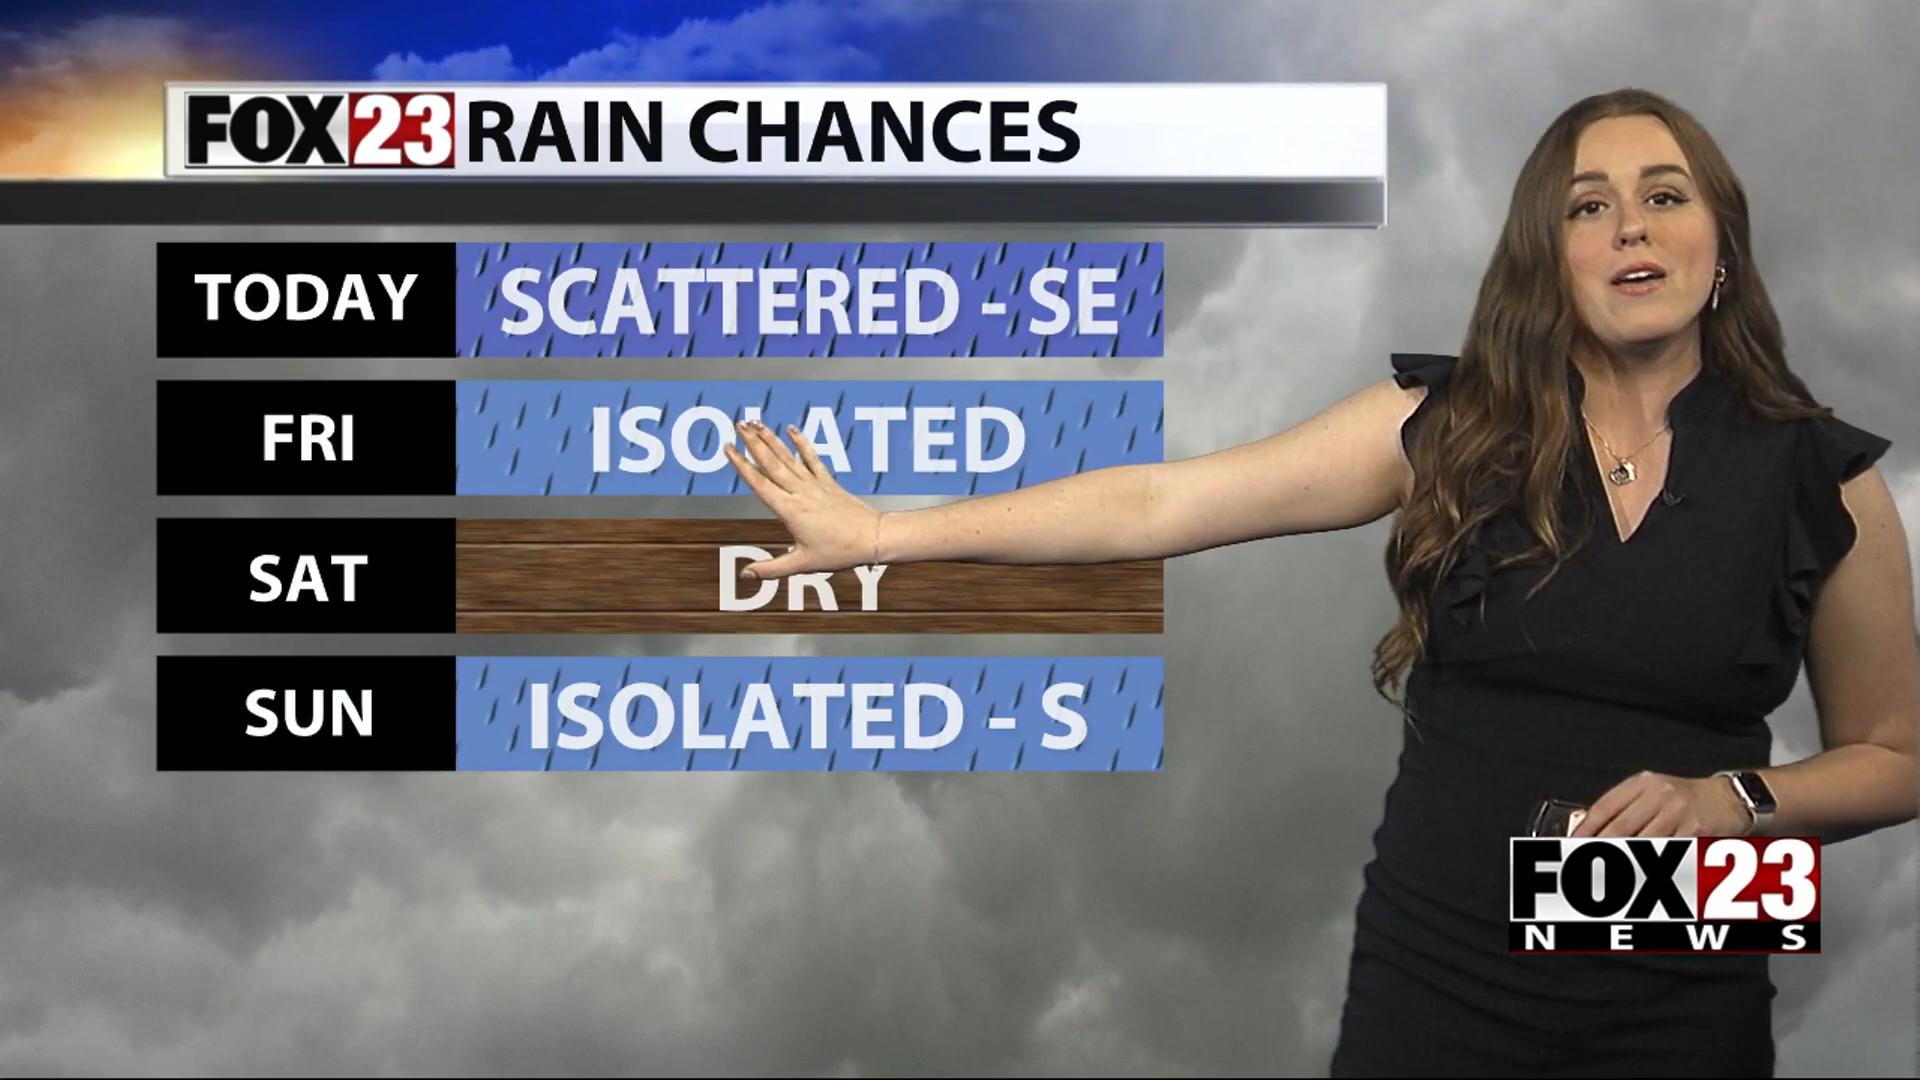 FOX23 RAIN CHANCES
TODAY SCATTERED - SE
FRI ISOLATED
SAT DRY
SUN ISOLATED - S
FOX23
NEWS